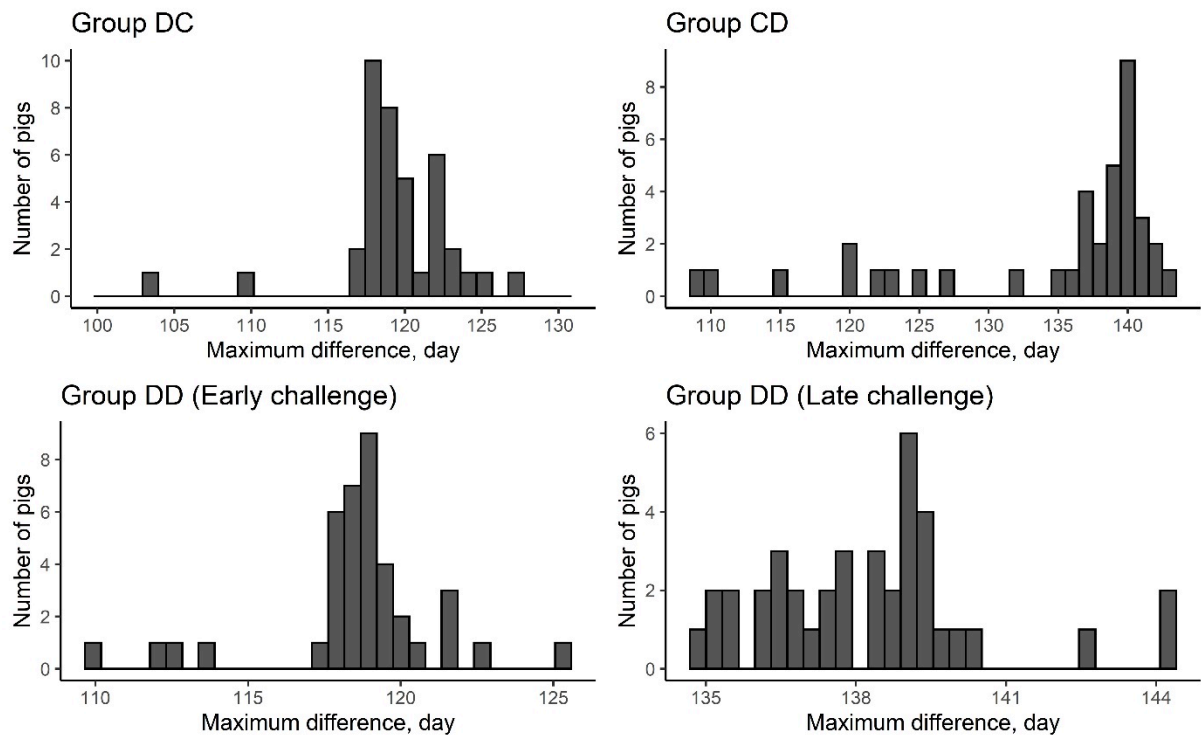 Group DC
Number of pigs
10
8
6
4
2
0
100 105 110 115 120 125 130
Maximum difference, day
Group CD
Number of pigs
8
6
4
2
0
110 115 120 125 130 135 140
Maximum difference, day
Group DD (Early challenge)
Number of pigs
8
6
4
2
0
110 115 120 125
Maximum difference, day
Group DD (Late challenge)
Number of pigs
6
4
2
0
135 138 141 144
Maximum difference, day